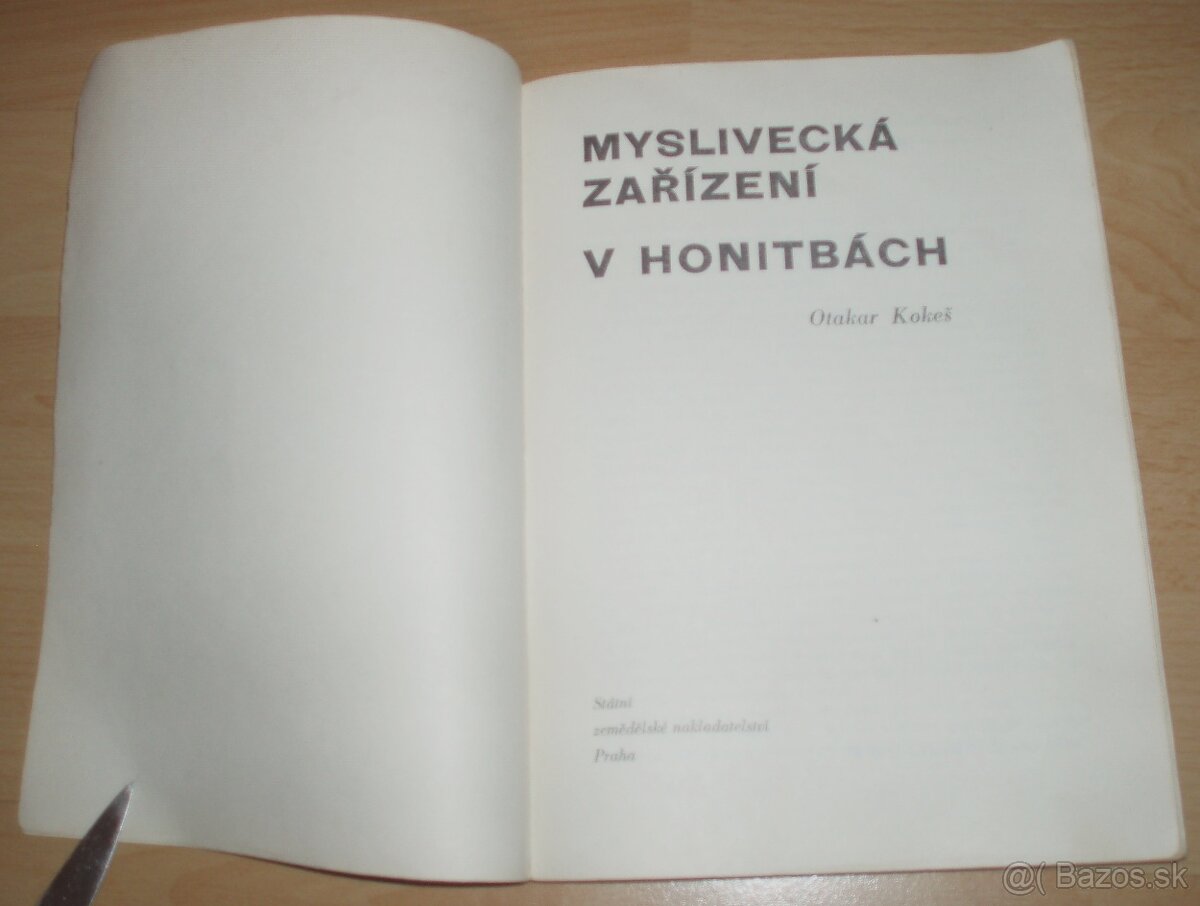 MYSLIVECKÁ
ZAŘÍZENÍ
V HONITBÁCH
Otakar Kokeš
Státní
zemědělské nakladatelství
Praha
@( Bazos.sk